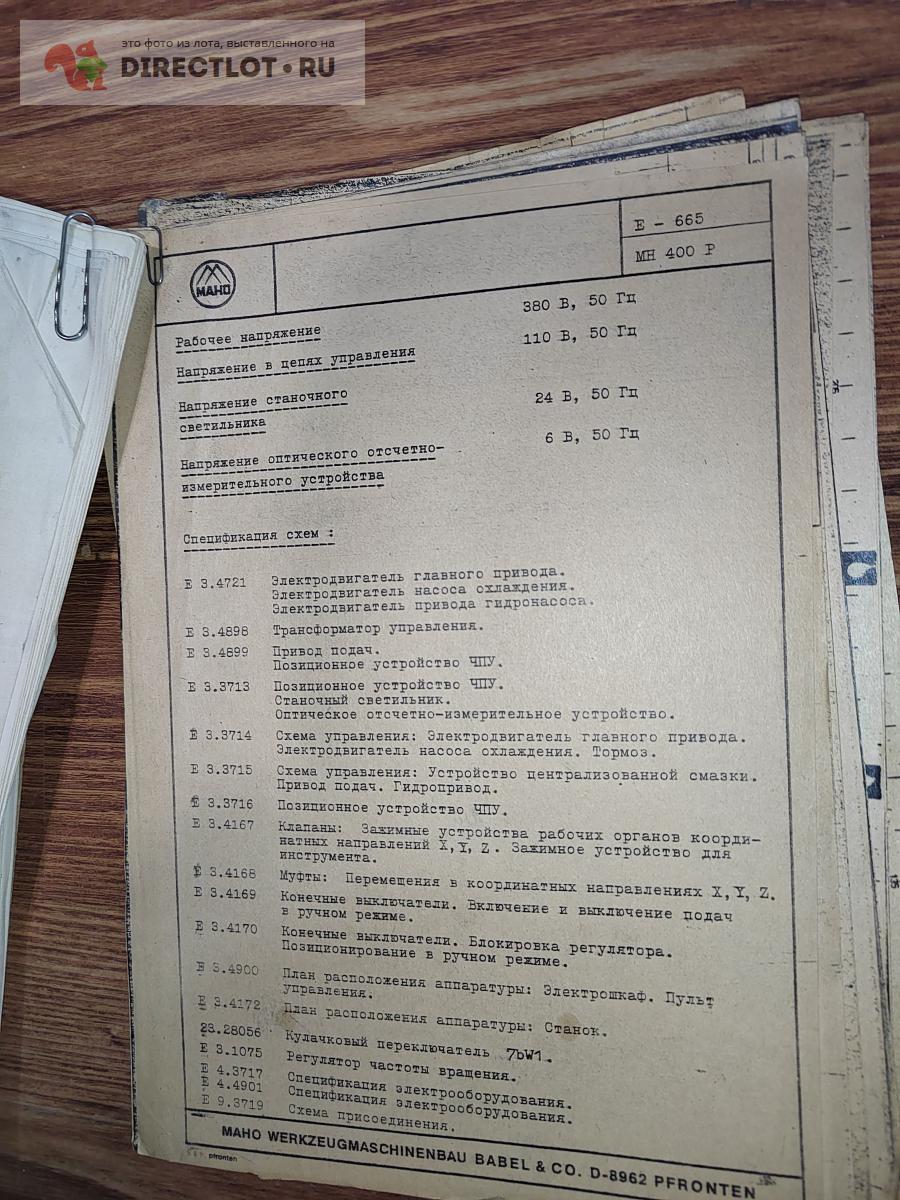 это фото из лота, выставленного на
DIRECTLOT.RU
E - 665
MAHO
MH 400 P
Рабочее напряжение 380 В, 50 Гц
Напряжение в цепях управления 110 В, 50 Гц
Напряжение станочного 24 В, 50 Гц
светильника
Напряжение оптического отсчетно- 6 В, 50 Гц
измерительного устройства
Спецификация схем :
E 3.4721 Электродвигатель главного привода.
Электродвигатель насоса охлаждения.
Электродвигатель привода гидронасоса.
E 3.4898 Трансформатор управления.
E 3.4899 Привод подач.
Позиционное устройство ЧПУ.
E 3.3713 Позиционное устройство ЧПУ.
Станочный светильник.
Оптическое отсчетно-измерительное устройство.
E 3.3714 Схема управления: Электродвигатель главного привода.
Электродвигатель насоса охлаждения. Тормоз.
E 3.3715 Схема управления: Устройство централизованной смазки.
Привод подач. Гидропривод.
E 3.3716 Позиционное устройство ЧПУ.
E 3.4167 Клапаны: Зажимные устройства рабочих органов коорди-
натных направлений X,Y,Z. Зажимное устройство для
инструмента.
E 3.4168 Муфты: Перемещения в координатных направлениях X,Y,Z.
E 3.4169 Конечные выключатели. Включение и выключение подач
в ручном режиме.
E 3.4170 Конечные выключатели. Блокировка регулятора.
Позиционирование в ручном режиме.
E 3.4900 План расположения аппаратуры: Электрошкаф. Пульт
управления.
E 3.4172 План расположения аппаратуры: Станок.
23.28056 Кулачковый переключатель 7bW1.
E 3.1075 Регулятор частоты вращения.
E 4.3717 Спецификация электрооборудования.
E 4.4901 Спецификация электрооборудования.
E 9.3719 Схема присоединения.
MAHO WERKZEUGMASCHINENBAU BABEL & CO. D-8962 PFRONTEN
pfronten